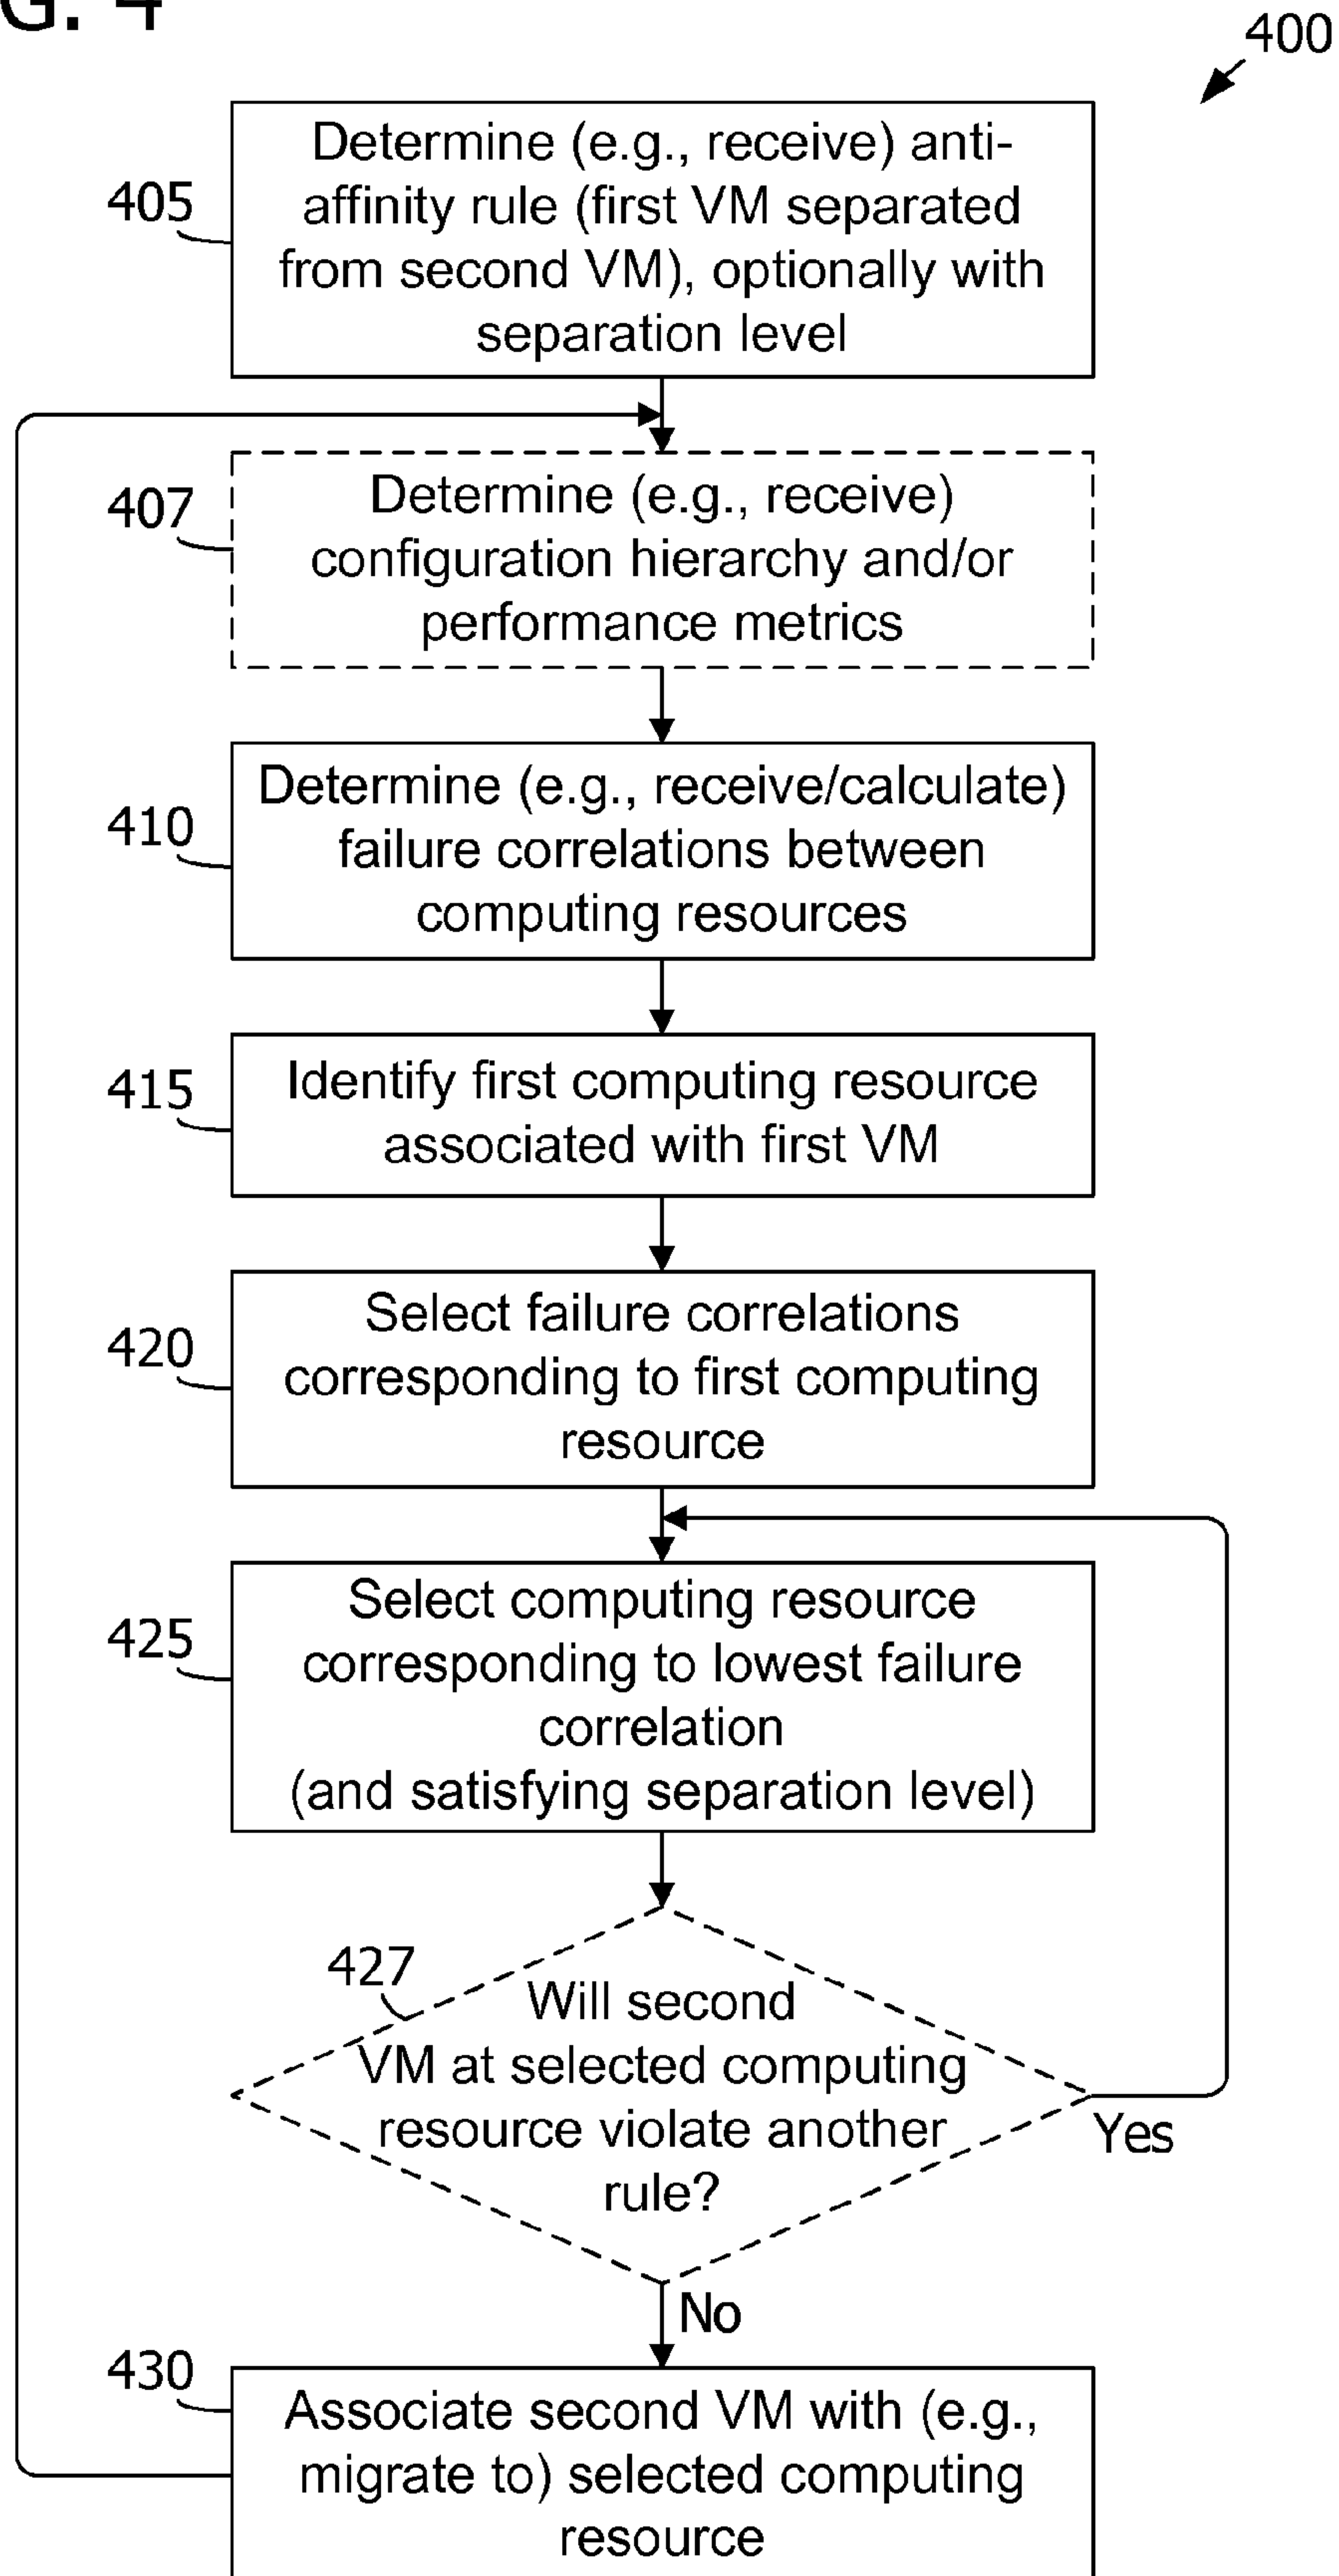 G. 4
400
405
Determine (e.g., receive) anti-
affinity rule (first VM separated
from second VM), optionally with
separation level
407
Determine (e.g., receive)
configuration hierarchy and/or
performance metrics
410
Determine (e.g., receive/calculate)
failure correlations between
computing resources
415
Identify first computing resource
associated with first VM
420
Select failure correlations
corresponding to first computing
resource
425
Select computing resource
corresponding to lowest failure
correlation
(and satisfying separation level)
427
Will second
VM at selected computing
resource violate another
rule?
Yes
No
430
Associate second VM with (e.g.,
migrate to) selected computing
resource